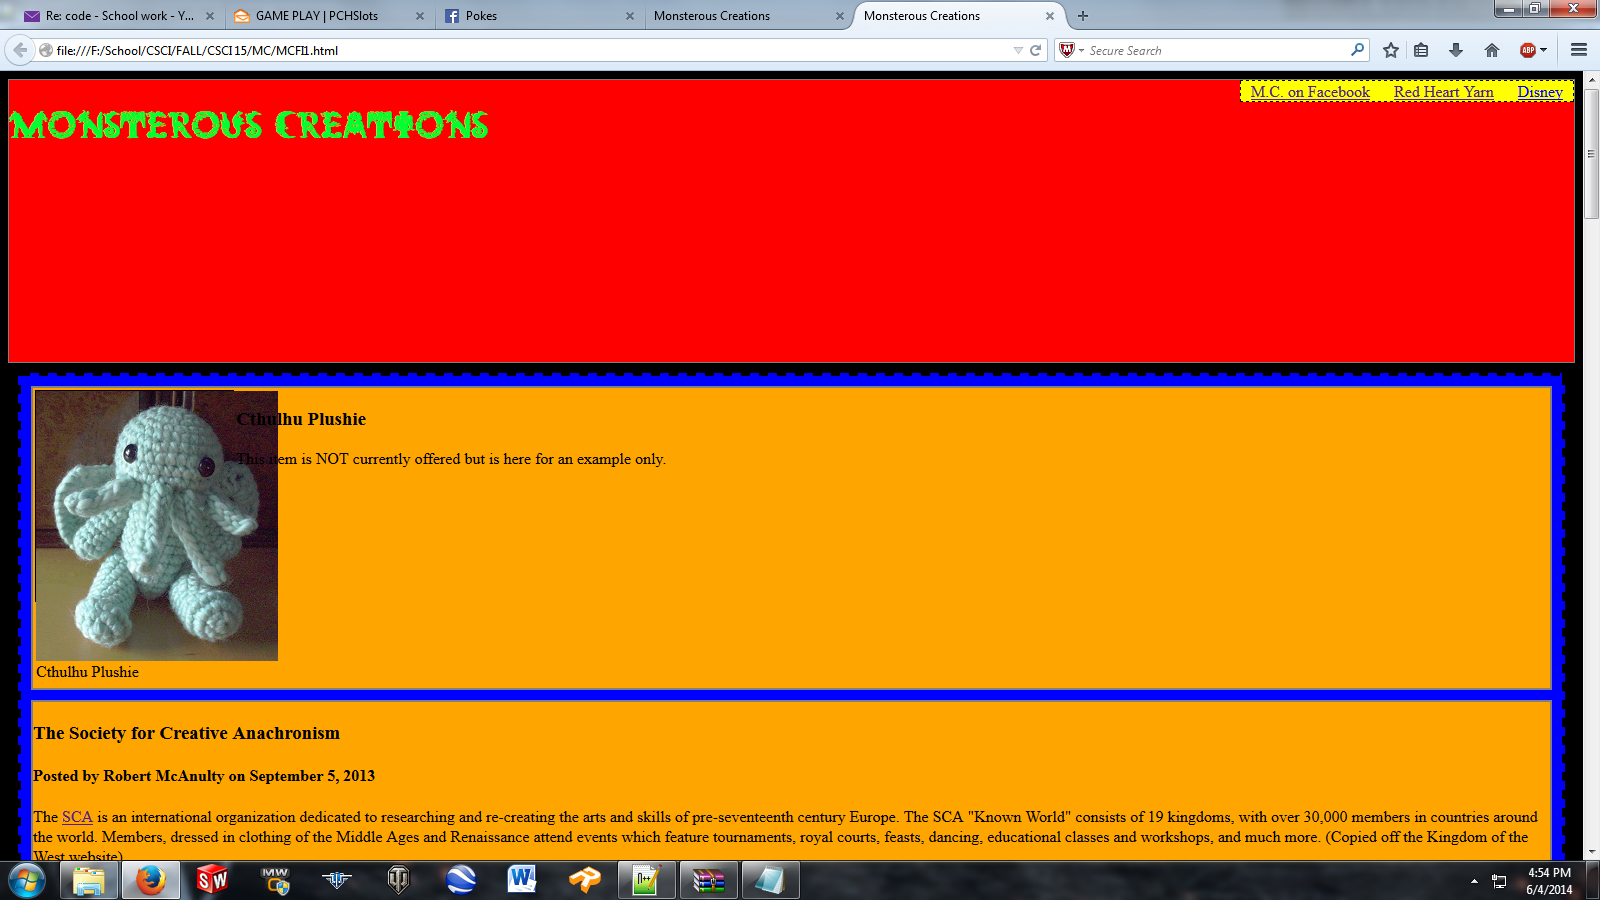 Re: code - School work - Y...
GAME PLAY | PCHSlots
Pokes
Monsterous Creations
Monsterous Creations
file:///F:/School/CSCI/FALL/CSCI15/MC/MCFI1.html
Secure Search
ABP
M.C. on Facebook Red Heart Yarn Disney
MONSTEROUS CREATIONS
Cthulhu Plushie
This item is NOT currently offered but is here for an example only.
Cthulhu Plushie
The Society for Creative Anachronism
Posted by Robert McAnulty on September 5, 2013
The SCA is an international organization dedicated to researching and re-creating the arts and skills of pre-seventeenth century Europe. The SCA "Known World" consists of 19 kingdoms, with over 30,000 members in countries around
the world. Members, dressed in clothing of the Middle Ages and Renaissance attend events which feature tournaments, royal courts, feasts, dancing, educational classes and workshops, and much more. (Copied off the Kingdom of the
West website)
SW
MW
W
N++
4:54 PM
6/4/2014